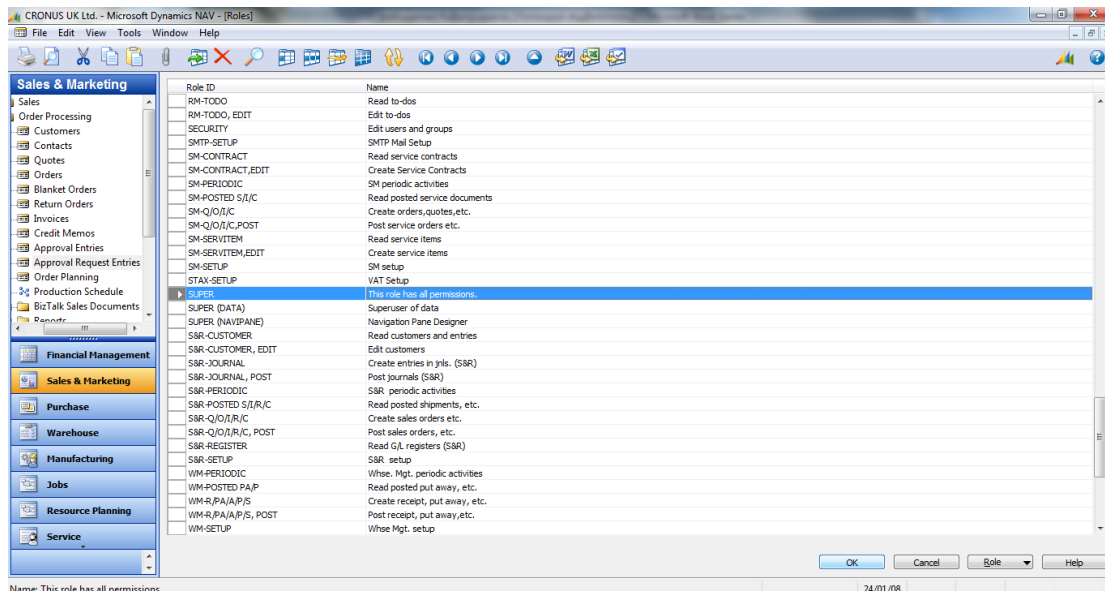 CRONUS UK Ltd. - Microsoft Dynamics NAV - [Roles]
File Edit View Tools Window Help
Sales & Marketing
Sales
Order Processing
Customers
Contacts
Quotes
Orders
Blanket Orders
Return Orders
Invoices
Credit Memos
Approval Entries
Approval Request Entries
Order Planning
Production Schedule
BizTalk Sales Documents
Reports
Financial Management
Sales & Marketing
Purchase
Warehouse
Manufacturing
Jobs
Resource Planning
Service
Role ID Name
RM-TODO Read to-dos
RM-TODO, EDIT Edit to-dos
SECURITY Edit users and groups
SMTP-SETUP SMTP Mail Setup
SM-CONTRACT Read service contracts
SM-CONTRACT,EDIT Create Service Contracts
SM-PERIODIC SM periodic activities
SM-POSTED S/I/C Read posted service documents
SM-Q/O/I/C Create orders,quotes,etc.
SM-Q/O/I/C,POST Post service orders etc.
SM-SERVITEM Read service items
SM-SERVITEM,EDIT Create service items
SM-SETUP SM setup
STAX-SETUP VAT Setup
SUPER This role has all permissions.
SUPER (DATA) Superuser of data
SUPER (NAVIPANE) Navigation Pane Designer
S&R-CUSTOMER Read customers and entries
S&R-CUSTOMER, EDIT Edit customers
S&R-JOURNAL Create entries in jnls. (S&R)
S&R-JOURNAL, POST Post journals (S&R)
S&R-PERIODIC S&R periodic activities
S&R-POSTED S/I/R/C Read posted shipments, etc.
S&R-Q/O/I/R/C Create sales orders etc.
S&R-Q/O/I/R/C, POST Post sales orders, etc.
S&R-REGISTER Read G/L registers (S&R)
S&R-SETUP S&R setup
WM-PERIODIC Whse. Mgt. periodic activities
WM-POSTED PA/P Read posted put away, etc.
WM-R/PA/A/P/S Create receipt, put away, etc.
WM-R/PA/A/P/S, POST Post receipt, put away,etc.
WM-SETUP Whse Mgt. setup
OK Cancel Role Help
Name: This role has all permissions. 24/01/08